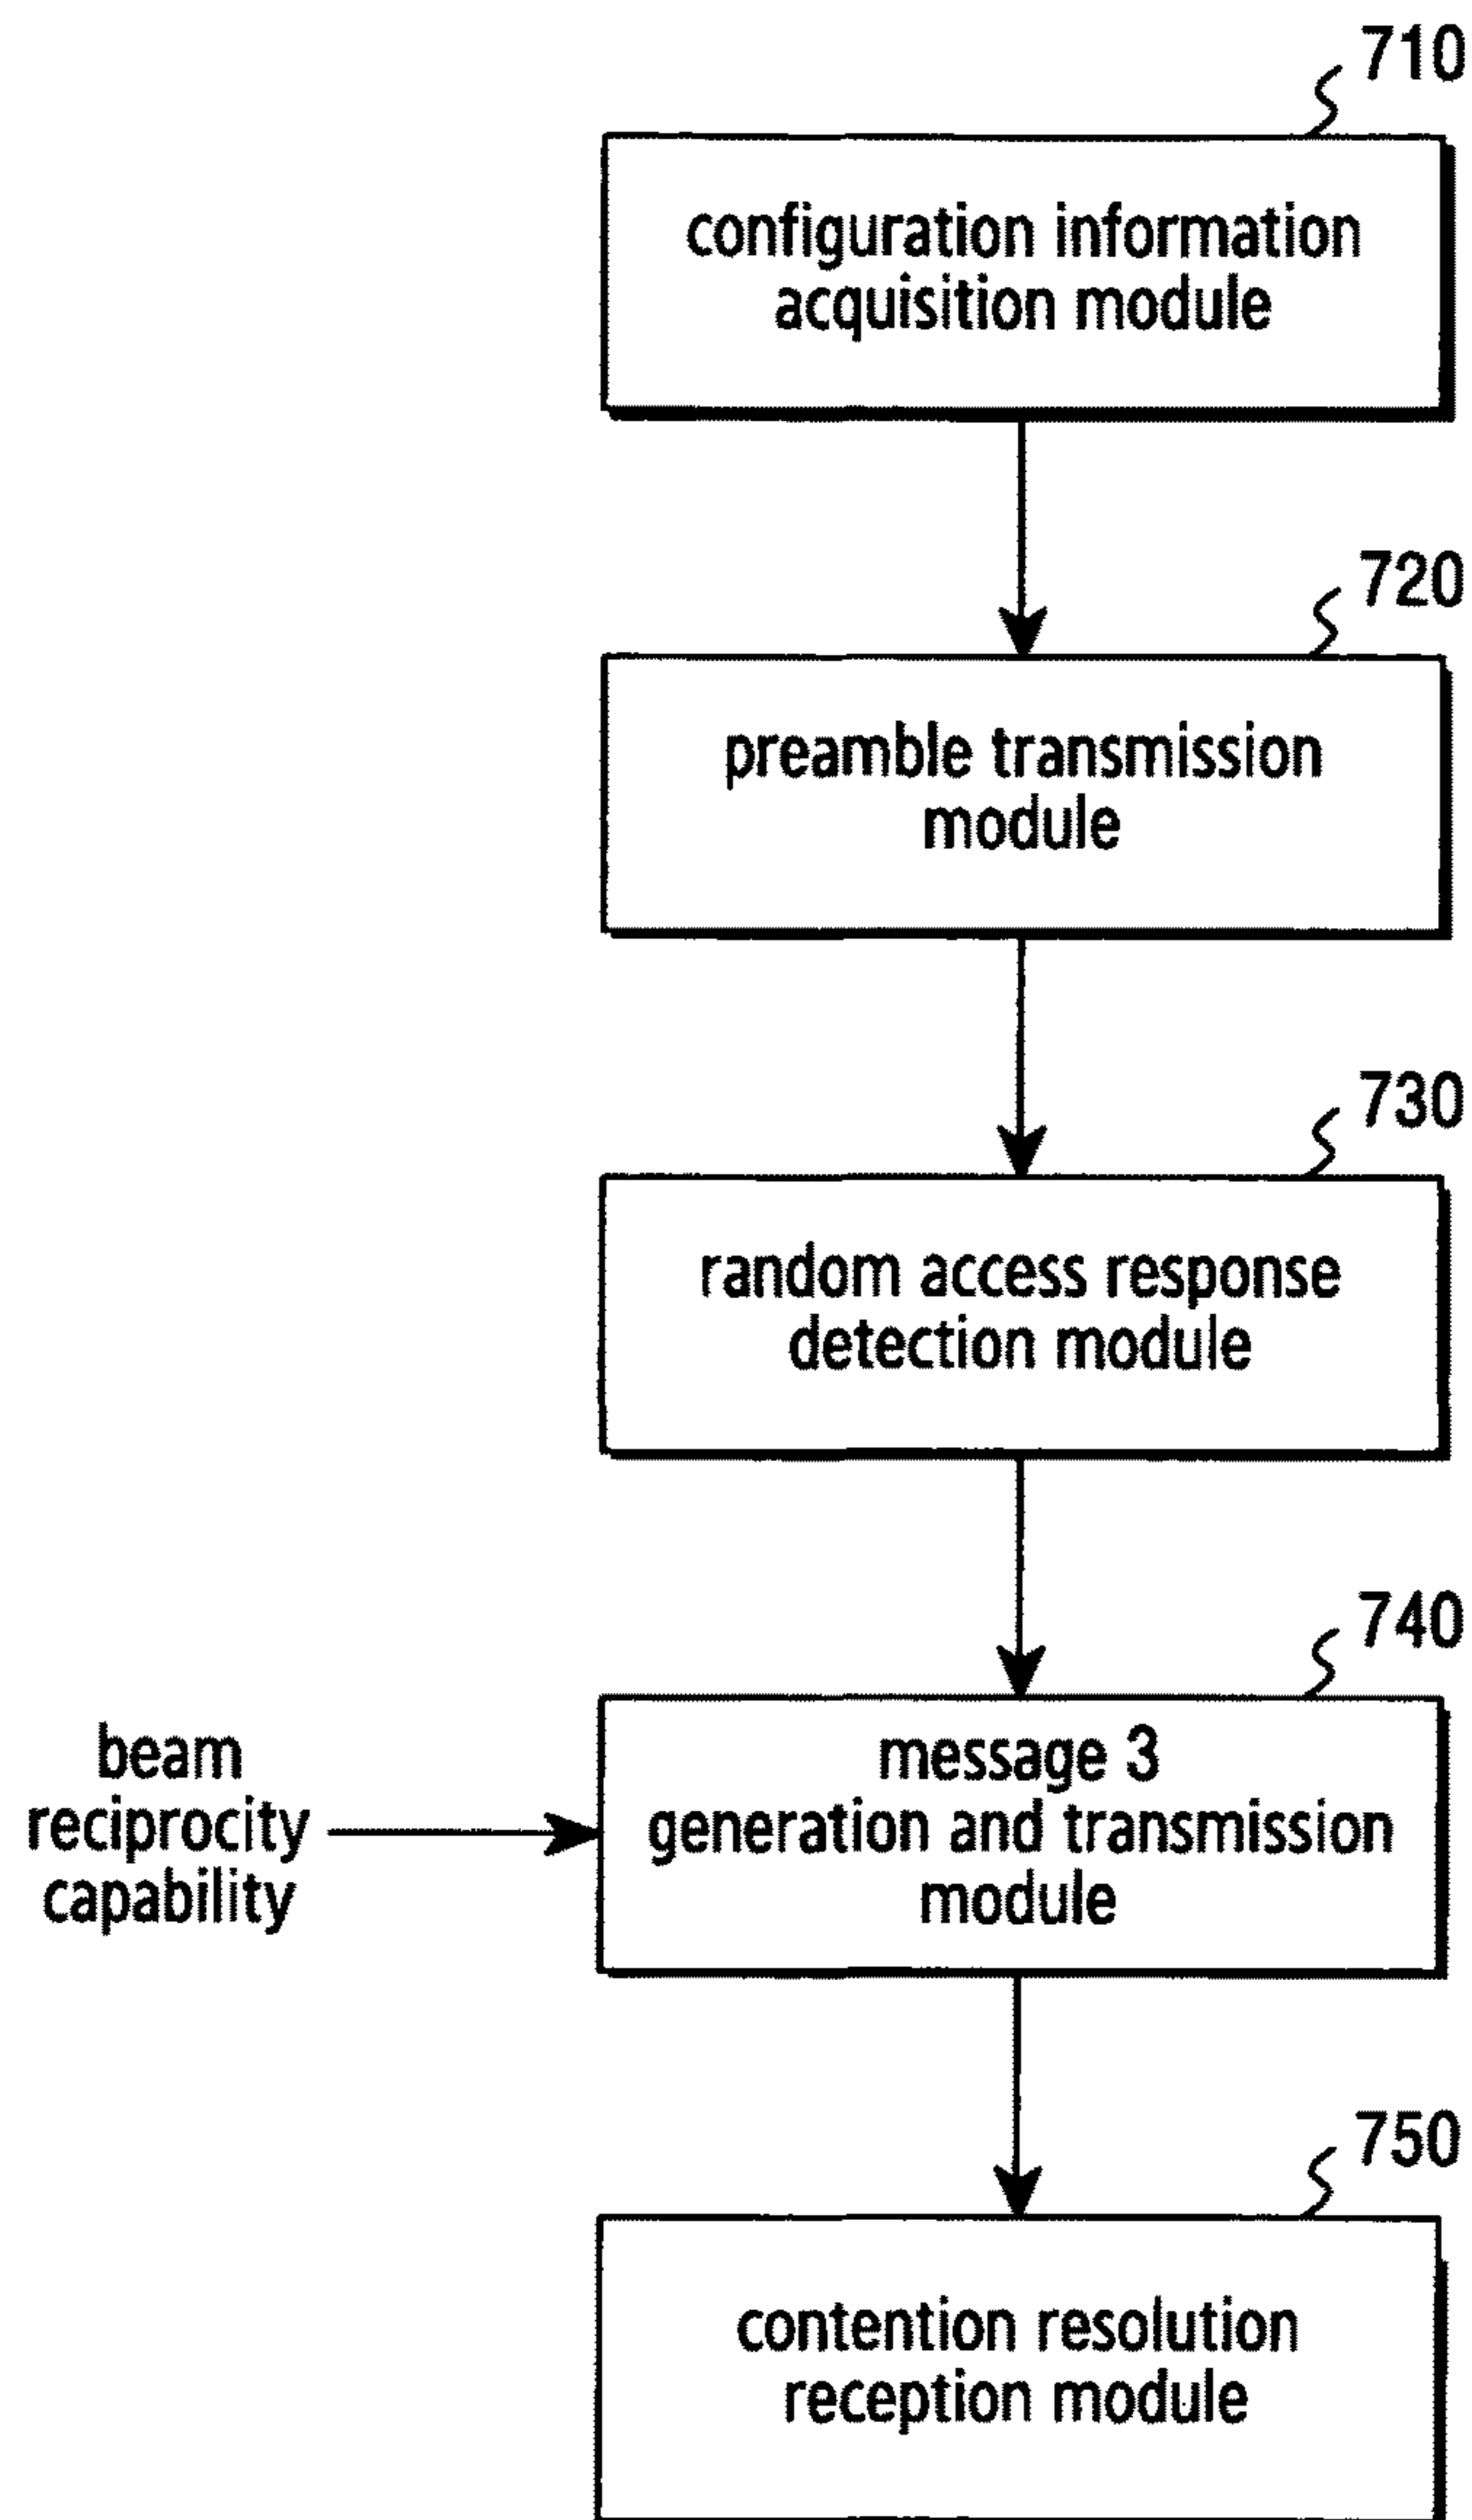 710
configuration information
acquisition module
720
preamble transmission
module
730
random access response
detection module
740
beam
reciprocity
capability
message 3
generation and transmission
module
750
contention resolution
reception module